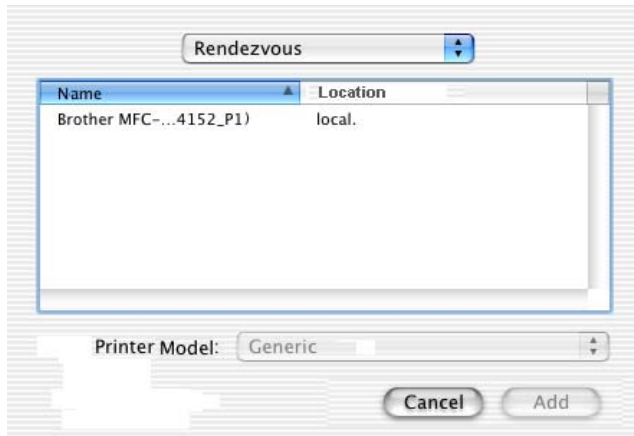 Rendezvous
Name Location
Brother MFC-...4152_P1) local.
Printer Model: Generic
Cancel Add